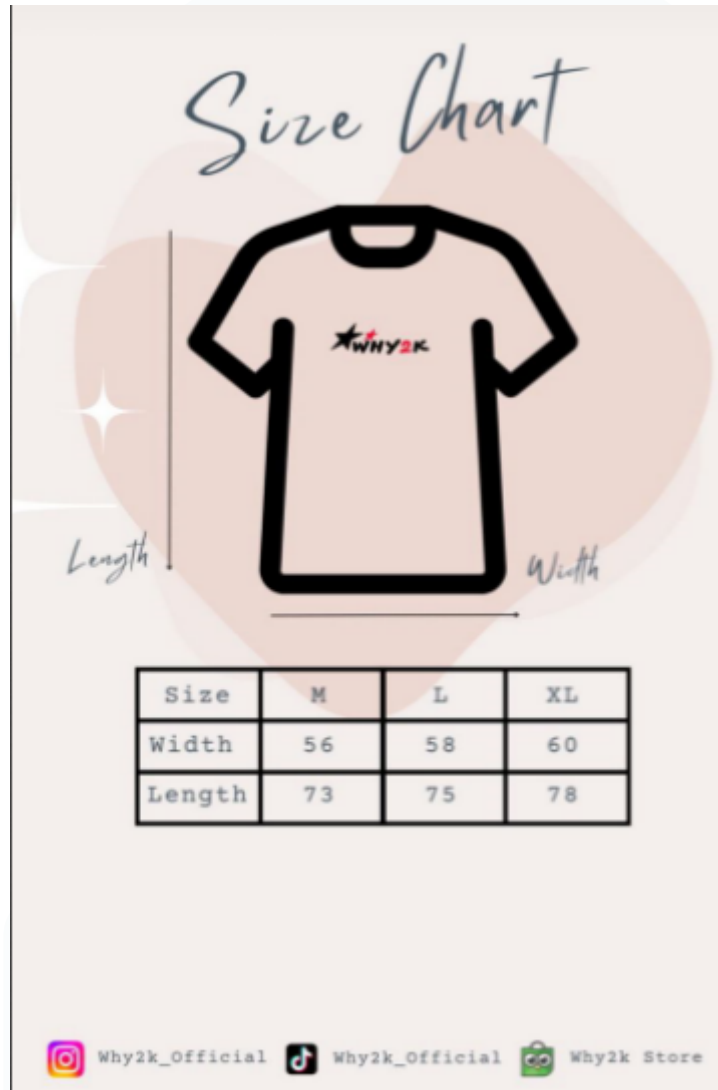 Size Chart
WHY2K
Length
Width
Size M L XL
Width 56 58 60
Length 73 75 78
Why2k_Official Why2k_Official Why2k Store